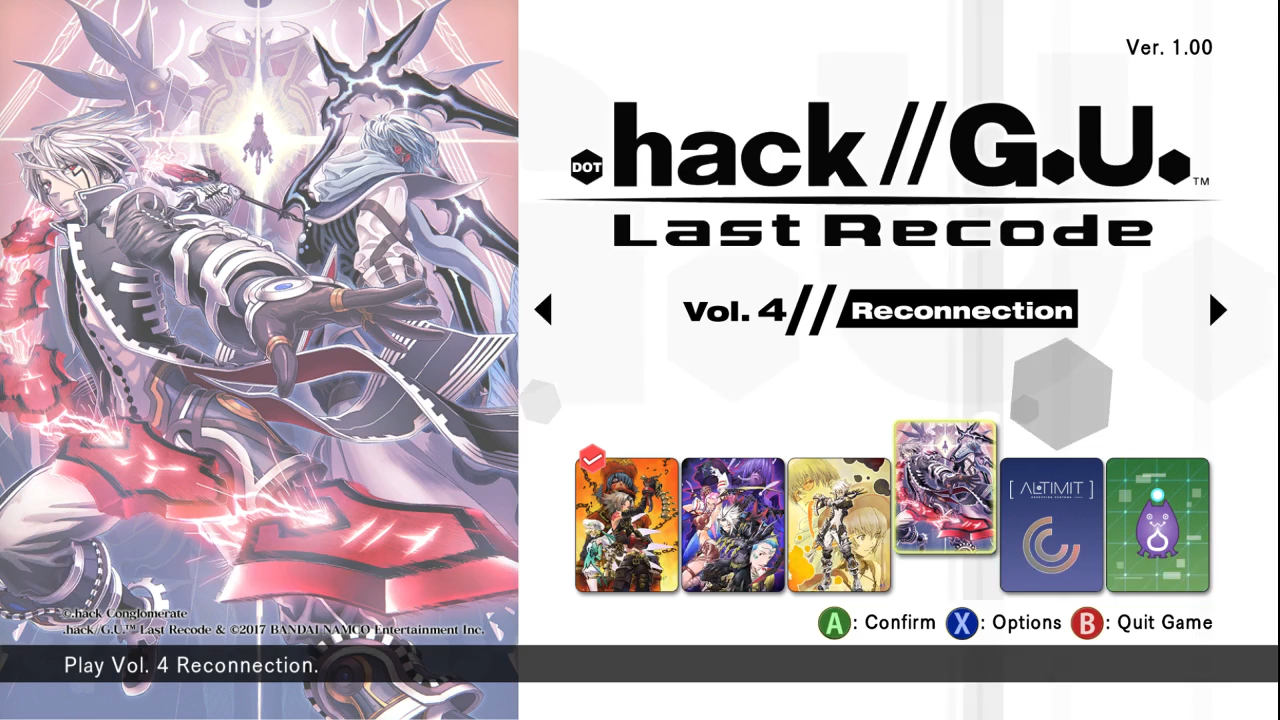 Ver. 1.00
DOT
.hack//G.U.™
Last Recode
Vol. 4//Reconnection
[ ALTIMIT ]
A: Confirm X: Options B: Quit Game
©.hack Conglomerate
.hack//G.U.™ Last Recode & ©2017 BANDAI NAMCO Entertainment Inc.
Play Vol. 4 Reconnection.